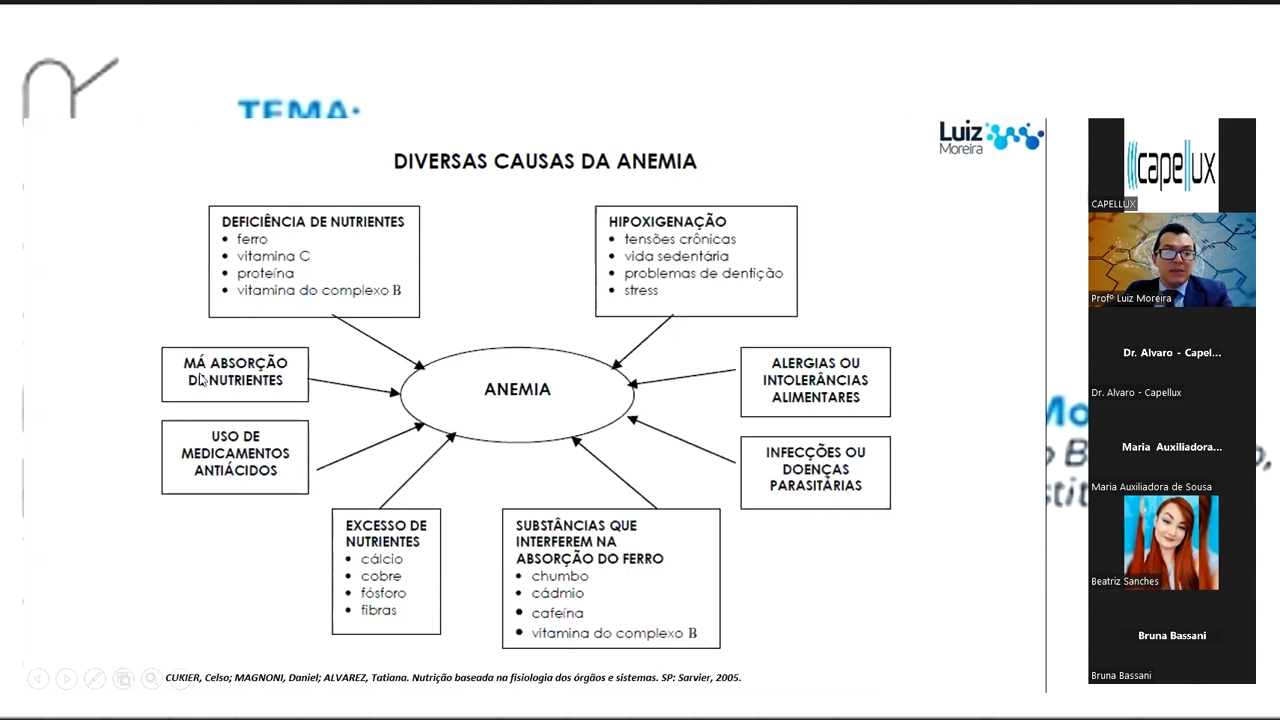 TEMA:
Luiz
Moreira
DIVERSAS CAUSAS DA ANEMIA
DEFICIÊNCIA DE NUTRIENTES
• ferro
• vitamina C
• proteína
• vitamina do complexo B
HIPOXIGENAÇÃO
• tensões crônicas
• vida sedentária
• problemas de dentição
• stress
MÁ ABSORÇÃO
DE NUTRIENTES
ANEMIA
ALERGIAS OU
INTOLERÂNCIAS
ALIMENTARES
USO DE
MEDICAMENTOS
ANTIÁCIDOS
INFECÇÕES OU
DOENÇAS
PARASITÁRIAS
EXCESSO DE
NUTRIENTES
• cálcio
• cobre
• fósforo
• fibras
SUBSTÂNCIAS QUE
INTERFEREM NA
ABSORÇÃO DO FERRO
• chumbo
• cádmio
• cafeína
• vitamina do complexo B
CUKIER, Celso; MAGNONI, Daniel; ALVAREZ, Tatiana. Nutrição baseada na fisiologia dos órgãos e sistemas. SP: Sarvier, 2005.
capellux
CAPELLUX
Profº Luiz Moreira
Dr. Alvaro - Capel...
Dr. Alvaro - Capellux
Maria Auxiliadora...
Maria Auxiliadora de Sousa
Beatriz Sanches
Bruna Bassani
Bruna Bassani